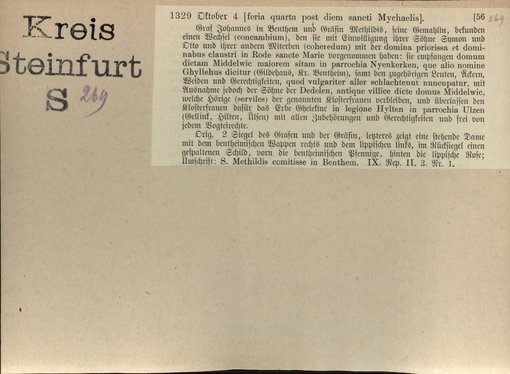 Kreis
Steinfurt
S 269
1329 Oktober 4 [feria quarta post diem sancti Mychaelis]. [56 269
Graf Johannes in Benthem und Gräfin Methildis, seine Gemahlin, bekunden
einen Wechsel (concambium), den sie mit Einwilligung ihrer Söhne Symon und
Otto und ihrer andern Miterben (coheredum) mit der domina priorissa et domi-
nabus claustri in Rode sancte Marie vorgenommen haben: sie empfangen domum
dictam Middelwic maiorem sitam in parrochia Nyenkerken, que alio nomine
Ghyllehus dicitur (Gildehaus, Kr. Bentheim), samt den zugehörigen Leuten, Äckern,
Weiden und Gerechtigkeiten, quod vulgariter aller schlachtennt nuncupatur, mit
Ausnahme jedoch der Söhne der Dedelen, antique villice diete domus Middelwic,
welche Hörige (serviles) der genannten Klosterfrauen verbleiben, und überlassen den
Klosterfrauen dafür das Erbe Ghelekinc in legione Hylten in parrochia Ulzen
(Gellink, Hilten, Ülsen) mit allen Zubehörungen und Gerechtigkeiten und frei von
jedem Vogteirechte.
Orig. 2 Siegel des Grafen und der Gräfin, letzteres zeigt eine stehende Dame
mit dem bentheimischen Wappen rechts und dem lippischen links, im Rücksiegel einen
gespaltenen Schild, vorn die bentheimischen Pfennige, hinten die lippische Rose;
Umschrift: S. Methildis comitisse in Benthem. IX. Rep. II. 3. Nr. 1.